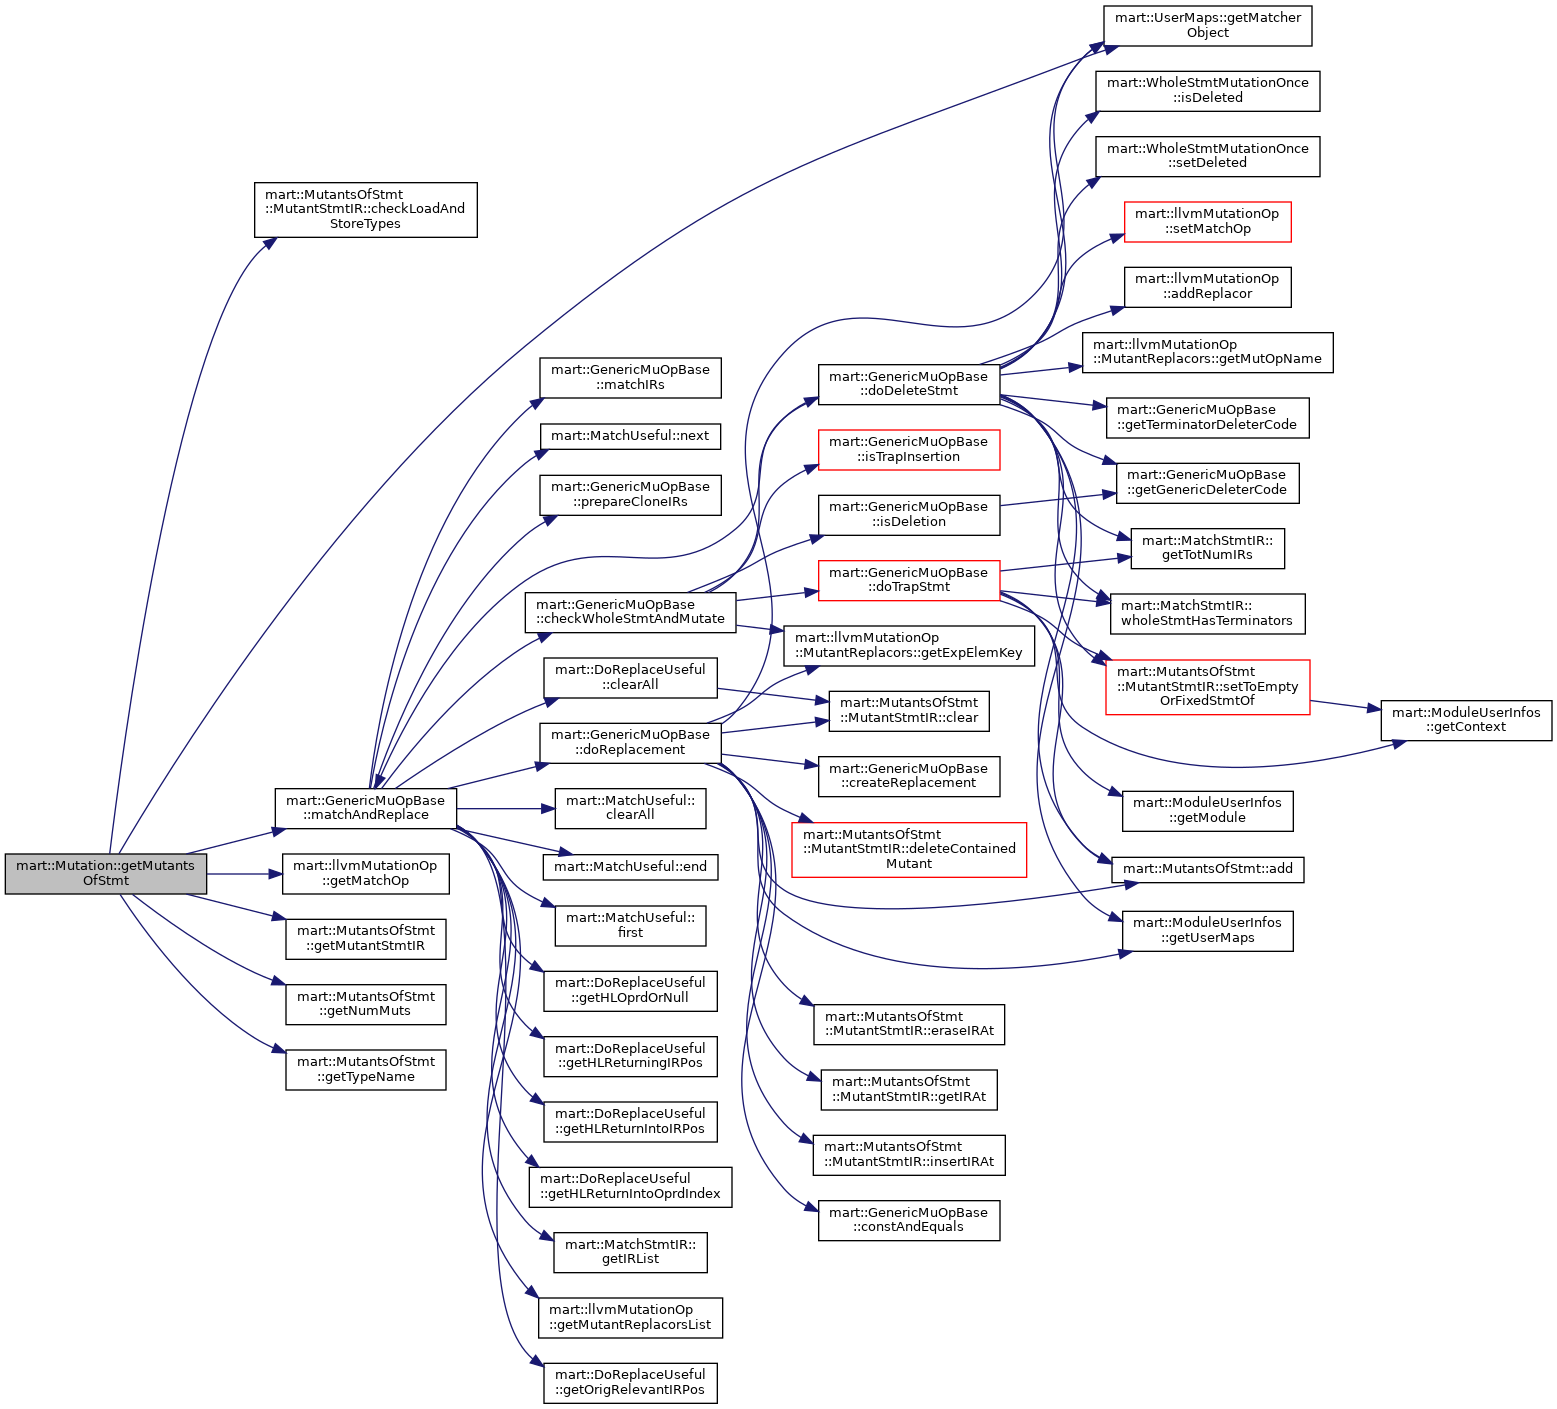 mart::Mutation::getMutants
OfStmt
mart::MutantsOfStmt
::MutantStmtIR::checkLoadAnd
StoreTypes
mart::GenericMuOpBase
::matchAndReplace
mart::llvmMutationOp
::getMatchOp
mart::MutantsOfStmt
::getMutantStmtIR
mart::MutantsOfStmt
::getNumMuts
mart::MutantsOfStmt
::getTypeName
mart::GenericMuOpBase
::matchIRs
mart::MatchUseful::next
mart::GenericMuOpBase
::prepareCloneIRs
mart::GenericMuOpBase
::checkWholeStmtAndMutate
mart::DoReplaceUseful
::clearAll
mart::GenericMuOpBase
::doReplacement
mart::MatchUseful::
clearAll
mart::MatchUseful::end
mart::MatchUseful::
first
mart::DoReplaceUseful
::getHLOprdOrNull
mart::DoReplaceUseful
::getHLReturningIRPos
mart::DoReplaceUseful
::getHLReturnIntoIRPos
mart::DoReplaceUseful
::getHLReturnIntoOprdIndex
mart::MatchStmtIR::
getIRList
mart::llvmMutationOp
::getMutantReplacorsList
mart::DoReplaceUseful
::getOrigRelevantIRPos
mart::GenericMuOpBase
::doDeleteStmt
mart::GenericMuOpBase
::isTrapInsertion
mart::GenericMuOpBase
::isDeletion
mart::GenericMuOpBase
::doTrapStmt
mart::llvmMutationOp
::MutantReplacors::getExpElemKey
mart::MutantsOfStmt
::MutantStmtIR::clear
mart::GenericMuOpBase
::createReplacement
mart::MutantsOfStmt
::MutantStmtIR::deleteContained
Mutant
mart::MutantsOfStmt
::MutantStmtIR::eraseIRAt
mart::MutantsOfStmt
::MutantStmtIR::getIRAt
mart::MutantsOfStmt
::MutantStmtIR::insertIRAt
mart::GenericMuOpBase
::constAndEquals
mart::UserMaps::getMatcher
Object
mart::WholeStmtMutationOnce
::isDeleted
mart::WholeStmtMutationOnce
::setDeleted
mart::llvmMutationOp
::setMatchOp
mart::llvmMutationOp
::addReplacor
mart::llvmMutationOp
::MutantReplacors::getMutOpName
mart::GenericMuOpBase
::getTerminatorDeleterCode
mart::GenericMuOpBase
::getGenericDeleterCode
mart::MatchStmtIR::
getTotNumIRs
mart::MatchStmtIR::
wholeStmtHasTerminators
mart::MutantsOfStmt
::MutantStmtIR::setToEmpty
OrFixedStmtOf
mart::ModuleUserInfos
::getContext
mart::ModuleUserInfos
::getModule
mart::MutantsOfStmt::add
mart::ModuleUserInfos
::getUserMaps